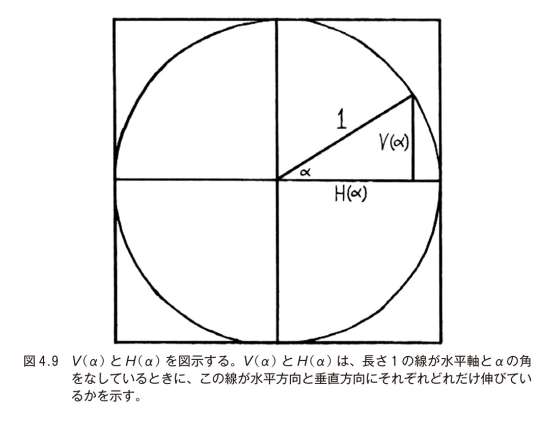 1
V(α)
α
H(α)
図4.9 V(α)とH(α)を図示する。V(α)とH(α)は、長さ1の線が水平軸とαの角
をなしているときに、この線が水平方向と垂直方向にそれぞれどれだけ伸びてい
るかを示す。